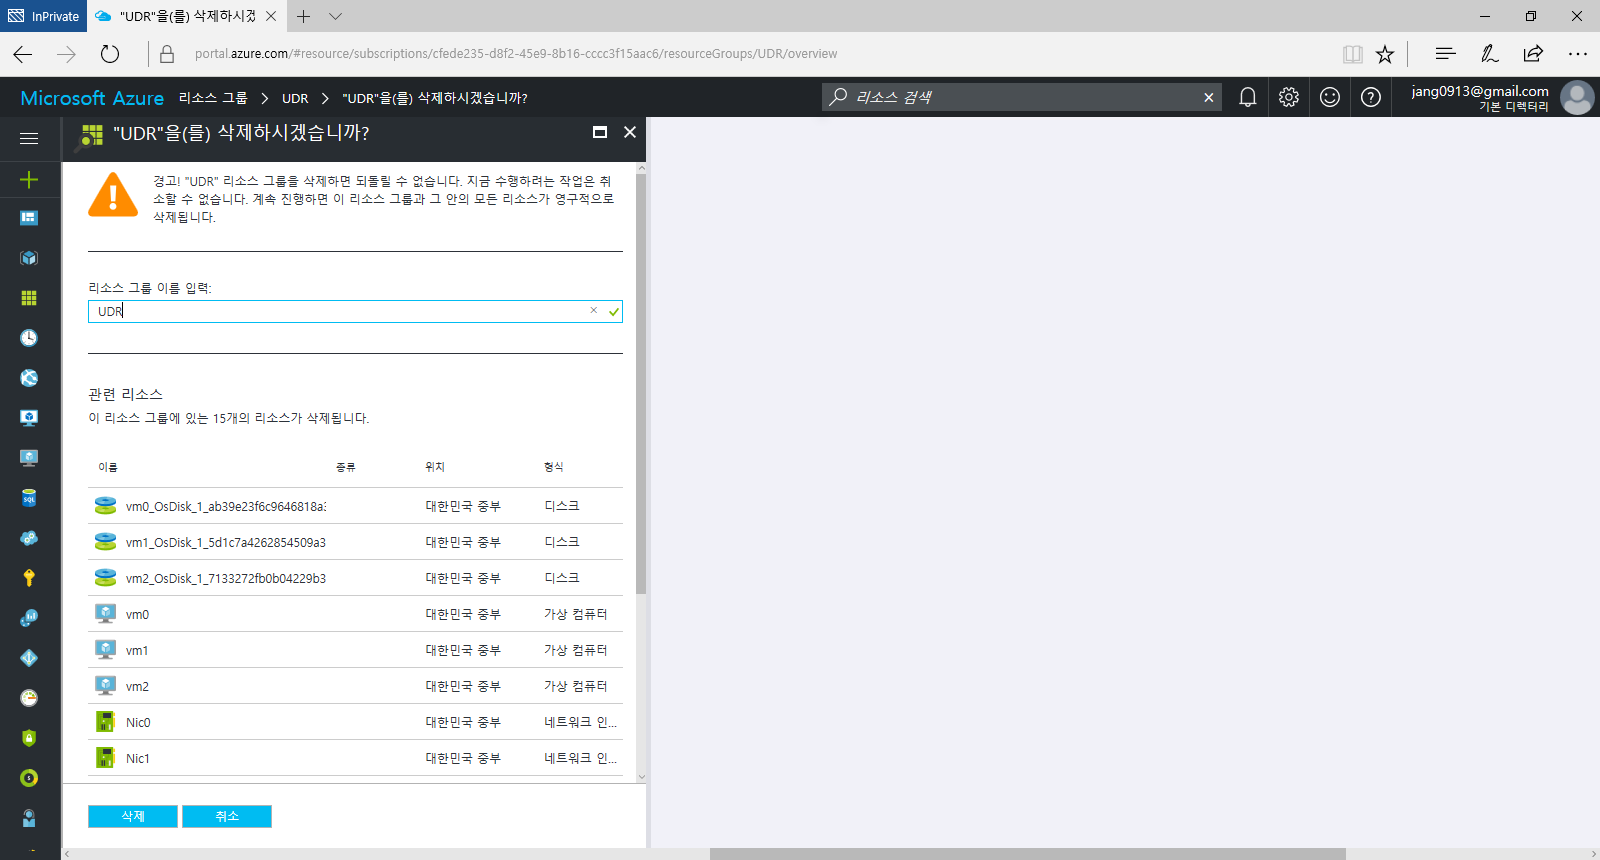 InPrivate
"UDR"을(를) 삭제하시겠
portal.azure.com/#resource/subscriptions/cfede235-d8f2-45e9-8b16-cccc3f15aac6/resourceGroups/UDR/overview
Microsoft Azure 리소스 그룹 > UDR > "UDR"을(를) 삭제하시겠습니까?
리소스 검색
jang0913@gmail.com
기본 디렉터리
"UDR"을(를) 삭제하시겠습니까?
경고! "UDR" 리소스 그룹을 삭제하면 되돌릴 수 없습니다. 지금 수행하려는 작업은 취
소할 수 없습니다. 계속 진행하면 이 리소스 그룹과 그 안의 모든 리소스가 영구적으로
삭제됩니다.
리소스 그룹 이름 입력:
UDR
관련 리소스
이 리소스 그룹에 있는 15개의 리소스가 삭제됩니다.
이름 종류 위치 형식
vm0_OsDisk_1_ab39e23f6c9646818a3 대한민국 중부 디스크
vm1_OsDisk_1_5d1c7a4262854509a3 대한민국 중부 디스크
vm2_OsDisk_1_7133272fb0b04229b3 대한민국 중부 디스크
vm0 대한민국 중부 가상 컴퓨터
vm1 대한민국 중부 가상 컴퓨터
vm2 대한민국 중부 가상 컴퓨터
Nic0 대한민국 중부 네트워크 인...
Nic1 대한민국 중부 네트워크 인...
삭제 취소